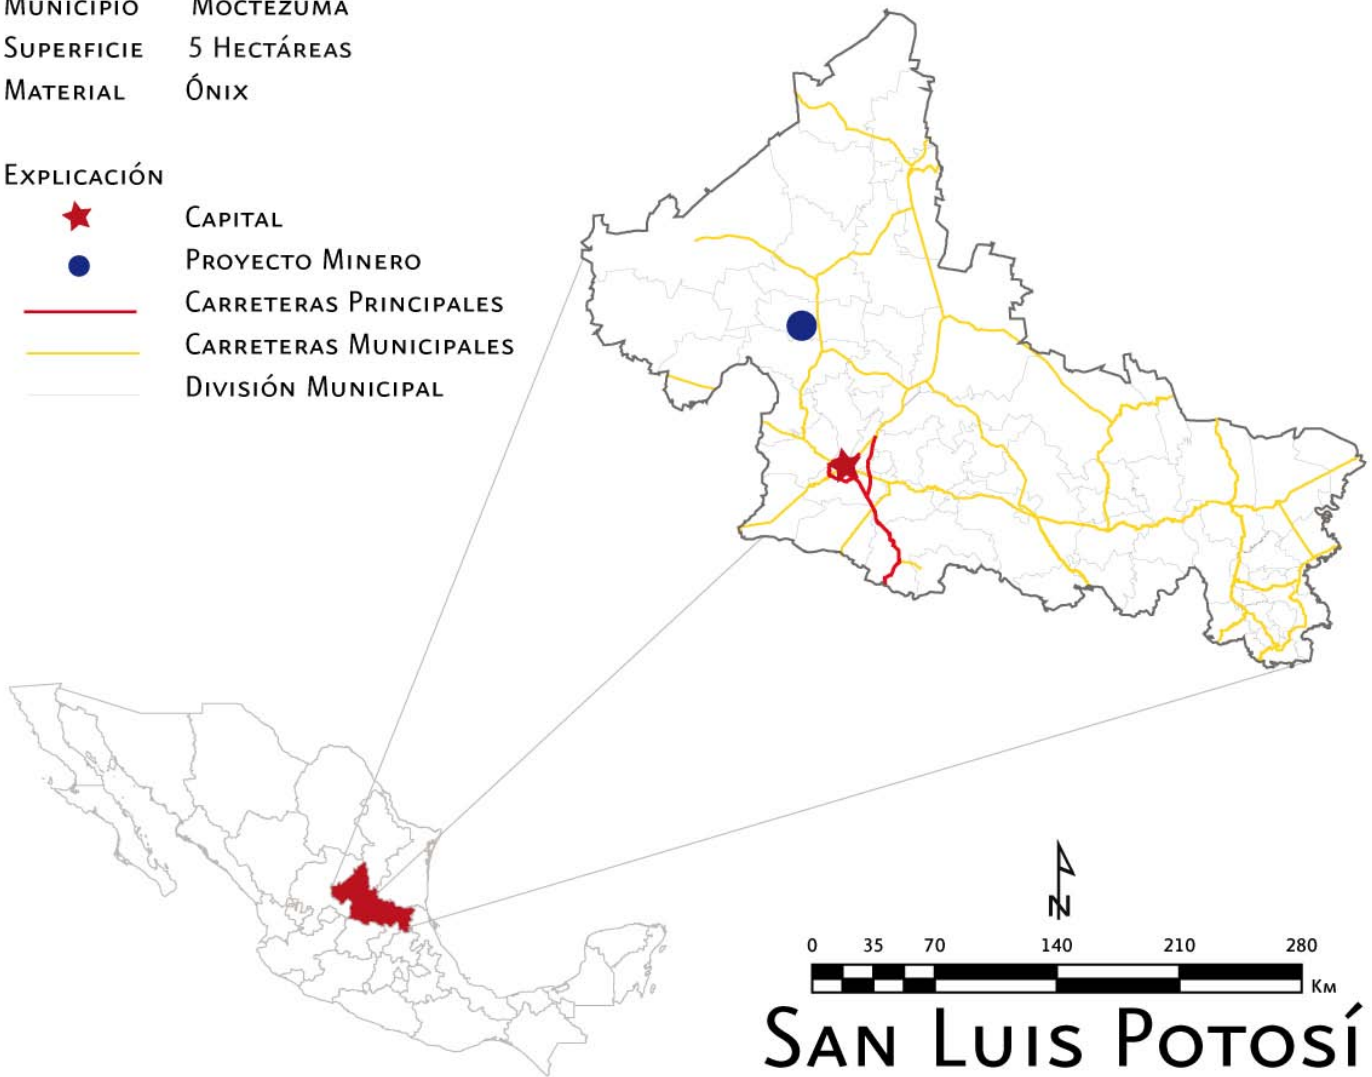 Municipio Moctezuma
Superficie 5 Hectáreas
Material Ónix
Explicación
Capital
Proyecto Minero
Carreteras Principales
Carreteras Municipales
División Municipal
N
0 35 70 140 210 280
Km
San Luis Potosí